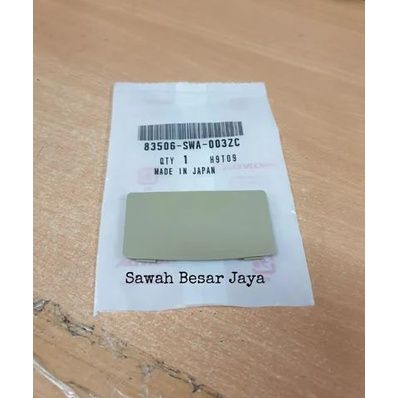 83506-SWA-003ZC
QTY 1 H9T09
MADE IN JAPAN
Sawah Besar Jaya